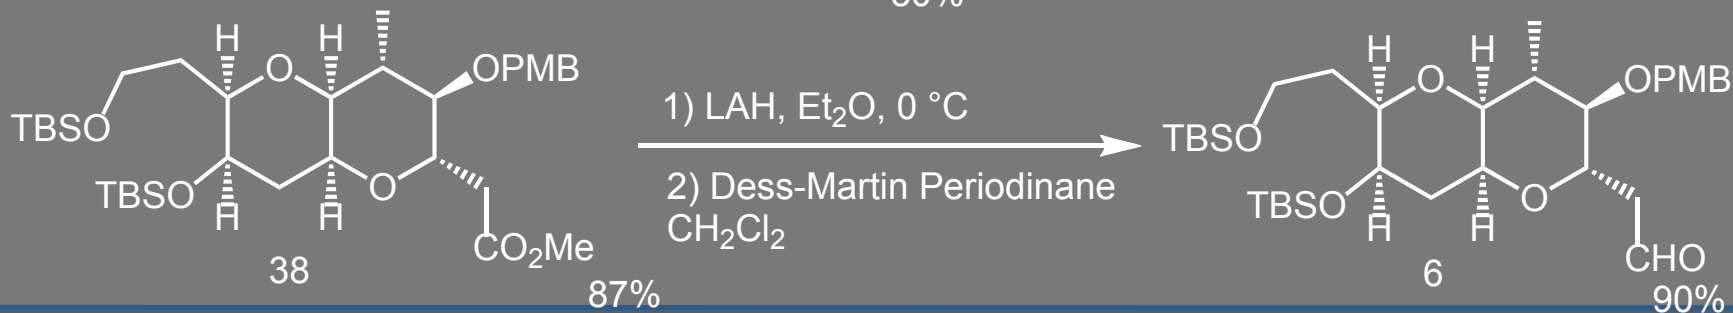 H H OPMB
O
TBSO
TBSO O
H H
CO₂Me
38
87%
1) LAH, Et₂O, 0 °C
2) Dess-Martin Periodinane
CH₂Cl₂
H H OPMB
O
TBSO
TBSO O
H H
CHO
6
90%